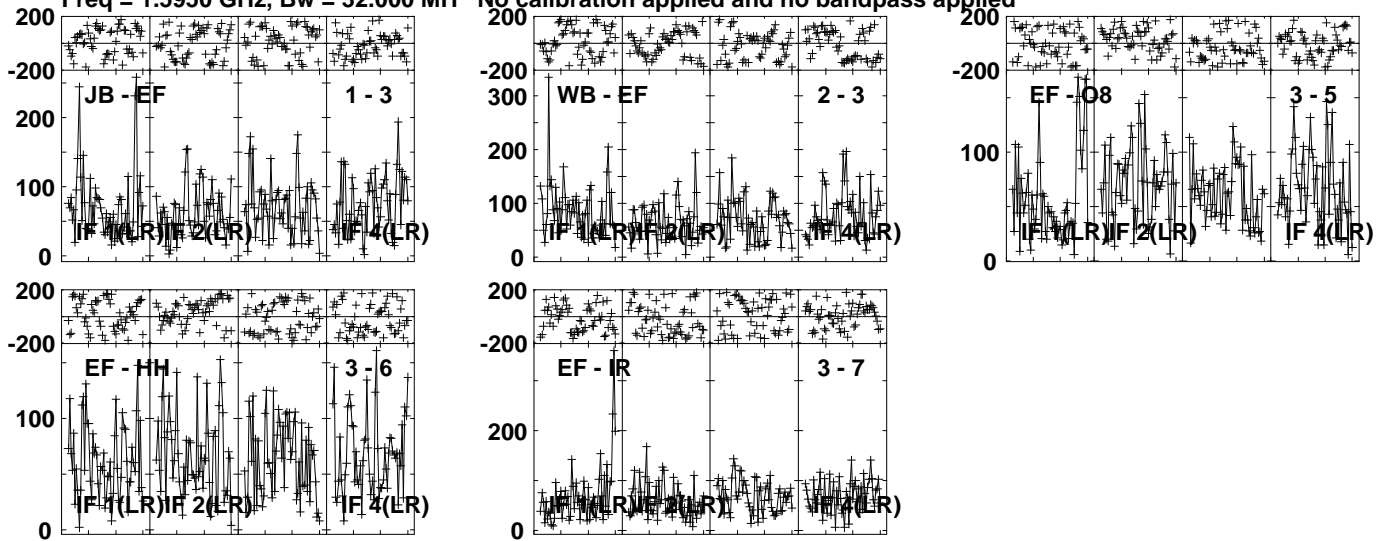 Freq = 1.5950 GHz, Bw = 32.000 MH No calibration applied and no bandpass applied
200
-200
JB - EF 1 - 3
200
100
0
IF 1(LR) IF 2(LR) IF 4(LR)
200
-200
WB - EF 2 - 3
300
200
100
0
IF 1(LR) IF 2(LR) IF 4(LR)
200
-200
EF - O8 3 - 5
100
0
IF 1(LR) IF 2(LR) IF 4(LR)
200
-200
EF - HH 3 - 6
100
0
IF 1(LR) IF 2(LR) IF 4(LR)
200
-200
EF - IR 3 - 7
200
0
IF 1(LR) IF 2(LR) IF 4(LR)